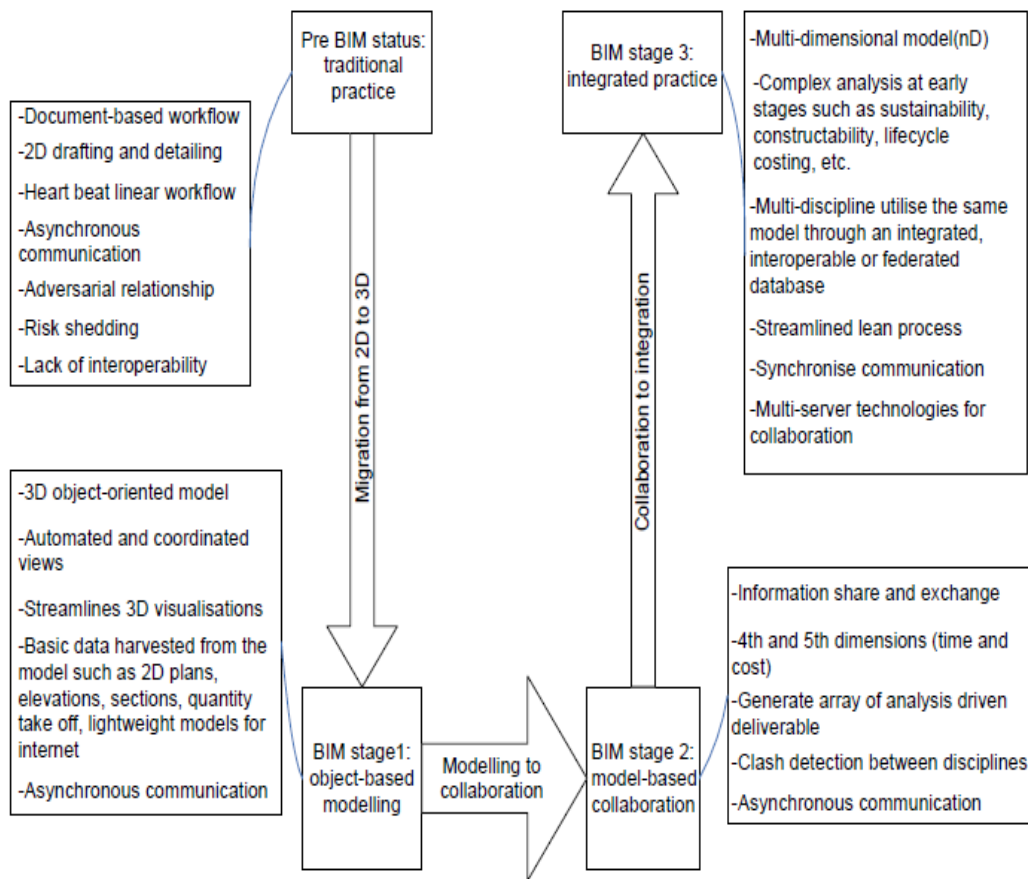 Pre BIM status:
traditional
practice
-Document-based workflow
-2D drafting and detailing
-Heart beat linear workflow
-Asynchronous
communication
-Adversarial relationship
-Risk shedding
-Lack of interoperability
Migration from 2D to 3D
-3D object-oriented model
-Automated and coordinated
views
-Streamlines 3D visualisations
-Basic data harvested from the
model such as 2D plans,
elevations, sections, quantity
take off, lightweight models for
internet
-Asynchronous communication
BIM stage1:
object-based
modelling
Modelling to
collaboration
BIM stage 2:
model-based
collaboration
-Information share and exchange
-4th and 5th dimensions (time and
cost)
-Generate array of analysis driven
deliverable
-Clash detection between disciplines
-Asynchronous communication
Collaboration to integration
BIM stage 3:
integrated practice
-Multi-dimensional model(nD)
-Complex analysis at early
stages such as sustainability,
constructability, lifecycle
costing, etc.
-Multi-discipline utilise the same
model through an integrated,
interoperable or federated
database
-Streamlined lean process
-Synchronise communication
-Multi-server technologies for
collaboration